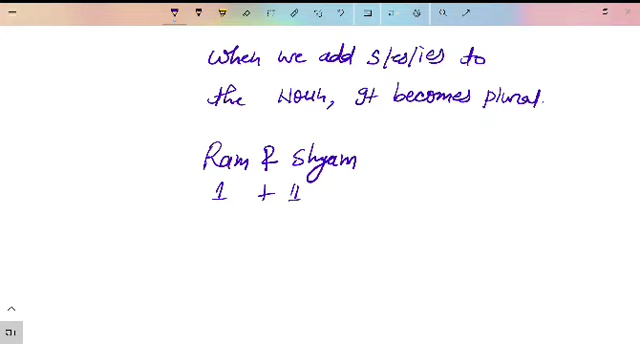 When we add s/es/ies to
the Noun, It becomes plural.
Ram & Shyam
1 + 1